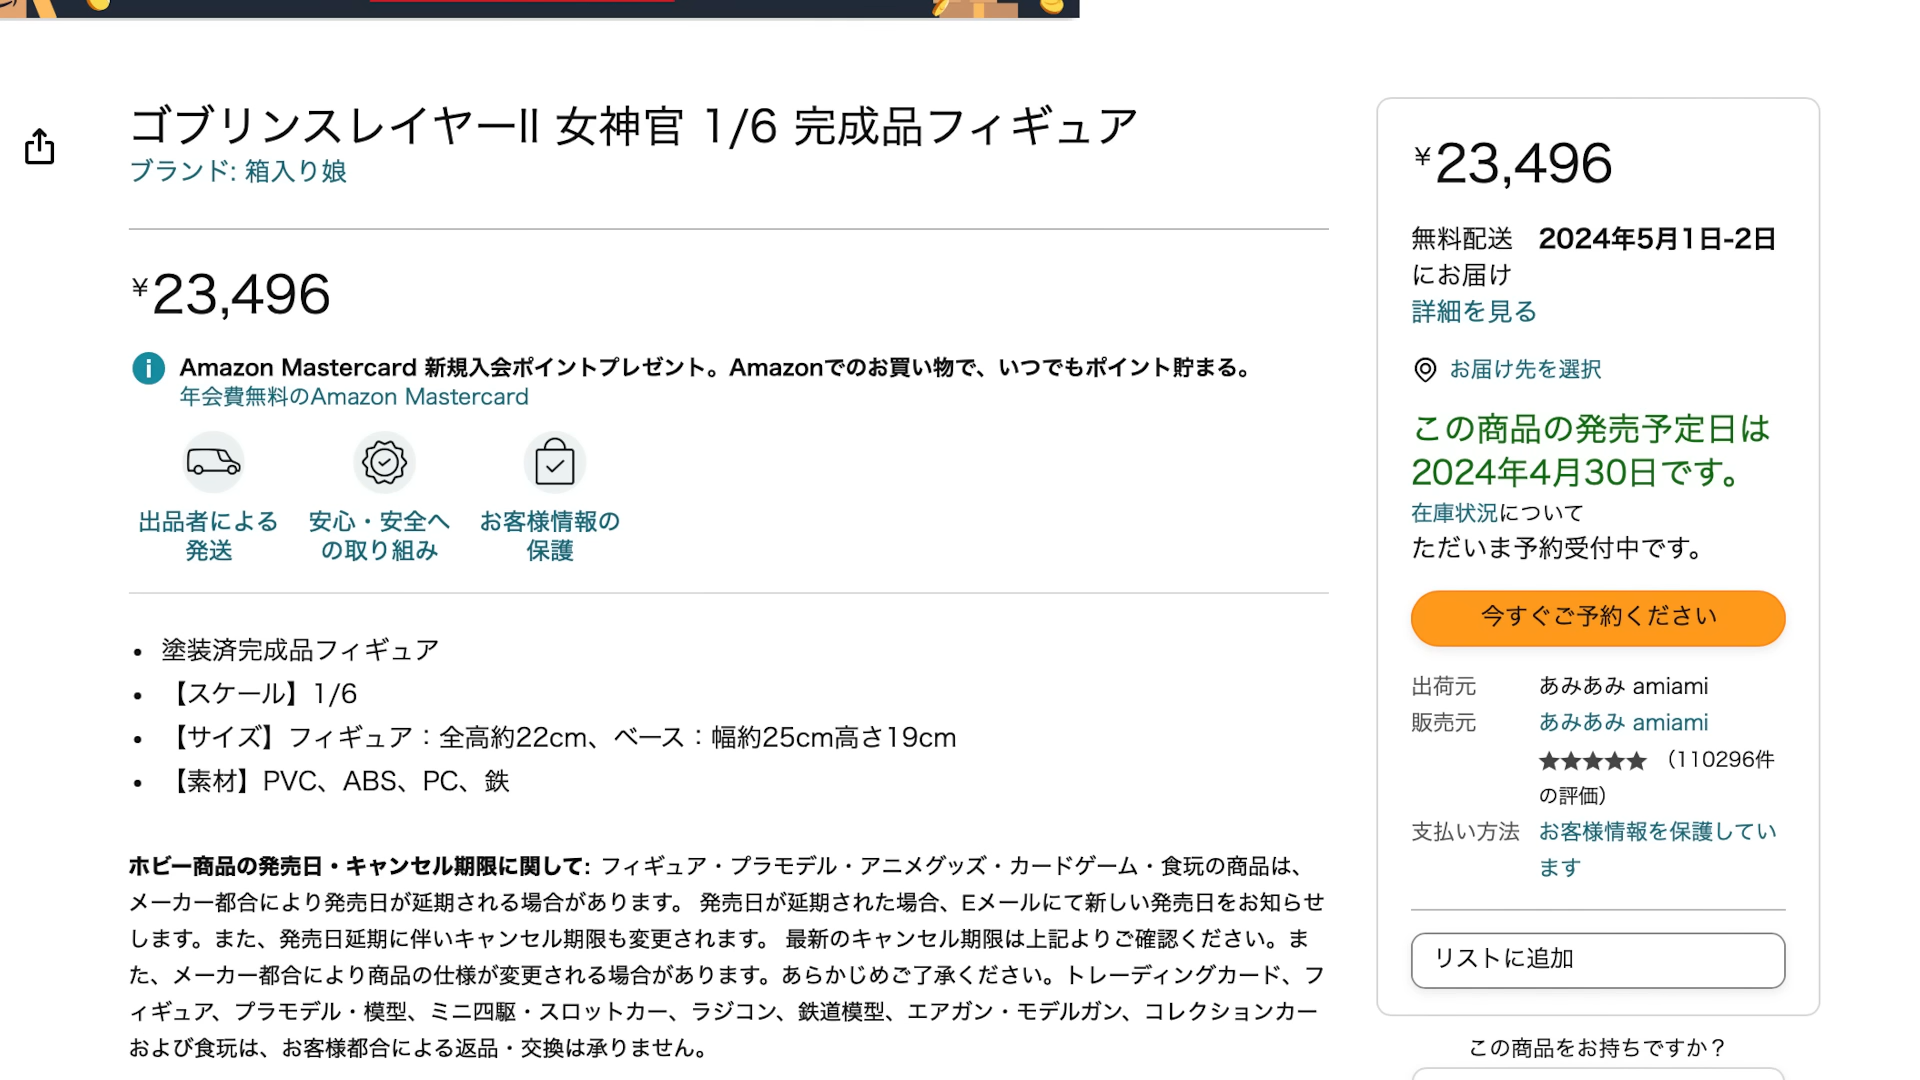 ゴブリンスレイヤーII 女神官 1/6 完成品フィギュア
ブランド: 箱入り娘
¥23,496
Amazon Mastercard 新規入会ポイントプレゼント。Amazonでのお買い物で、いつでもポイント貯まる。
年会費無料のAmazon Mastercard
出品者による
発送
安心・安全へ
の取り組み
お客様情報の
保護
• 塗装済完成品フィギュア
• 【スケール】1/6
• 【サイズ】フィギュア：全高約22cm、ベース：幅約25cm高さ19cm
• 【素材】PVC、ABS、PC、鉄
ホビー商品の発売日・キャンセル期限に関して: フィギュア・プラモデル・アニメグッズ・カードゲーム・食玩の商品は、
メーカー都合により発売日が延期される場合があります。 発売日が延期された場合、Eメールにて新しい発売日をお知らせ
します。また、発売日延期に伴いキャンセル期限も変更されます。 最新のキャンセル期限は上記よりご確認ください。ま
た、メーカー都合により商品の仕様が変更される場合があります。あらかじめご了承ください。トレーディングカード、フ
ィギュア、プラモデル・模型、ミニ四駆・スロットカー、ラジコン、鉄道模型、エアガン・モデルガン、コレクションカー
および食玩は、お客様都合による返品・交換は承りません。
¥23,496
無料配送 2024年5月1日-2日
にお届け
詳細を見る
お届け先を選択
この商品の発売予定日は
2024年4月30日です。
在庫状況について
ただいま予約受付中です。
今すぐご予約ください
出荷元 あみあみ amiami
販売元 あみあみ amiami
★★★★★ （110296件
の評価）
支払い方法 お客様情報を保護してい
ます
リストに追加
この商品をお持ちですか？